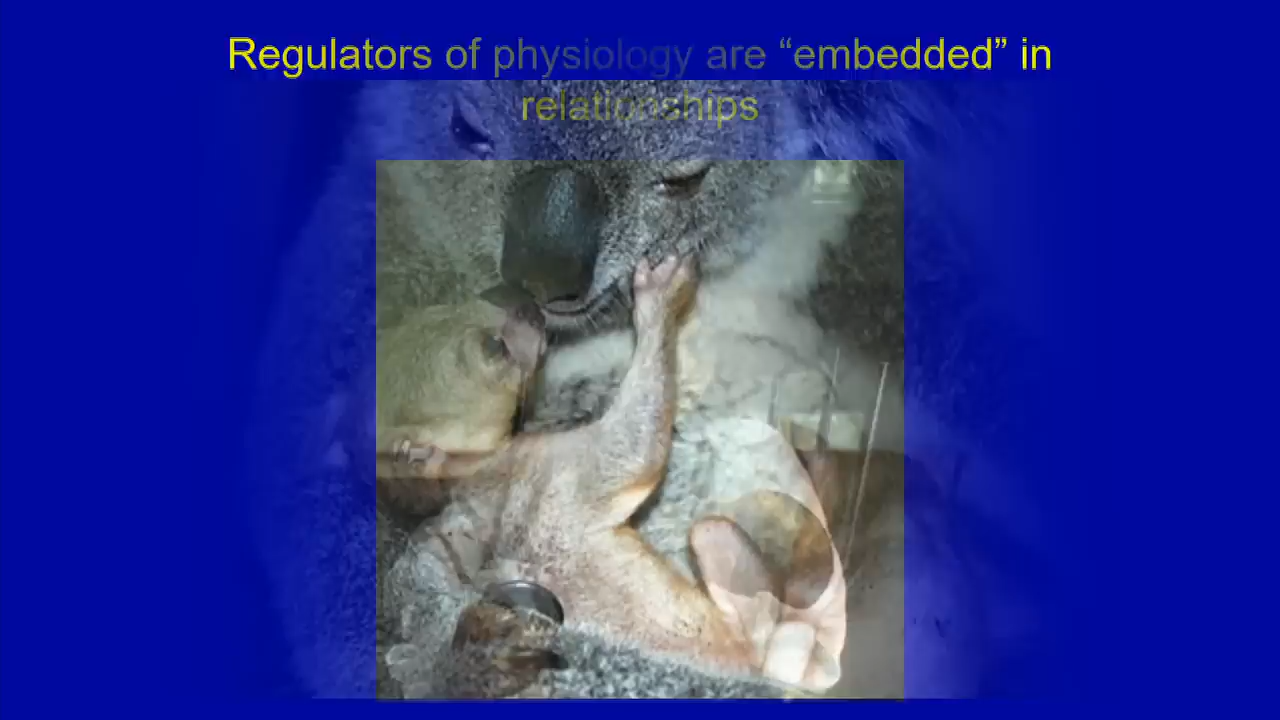 Regulators of physiology are “embedded” in
relationships